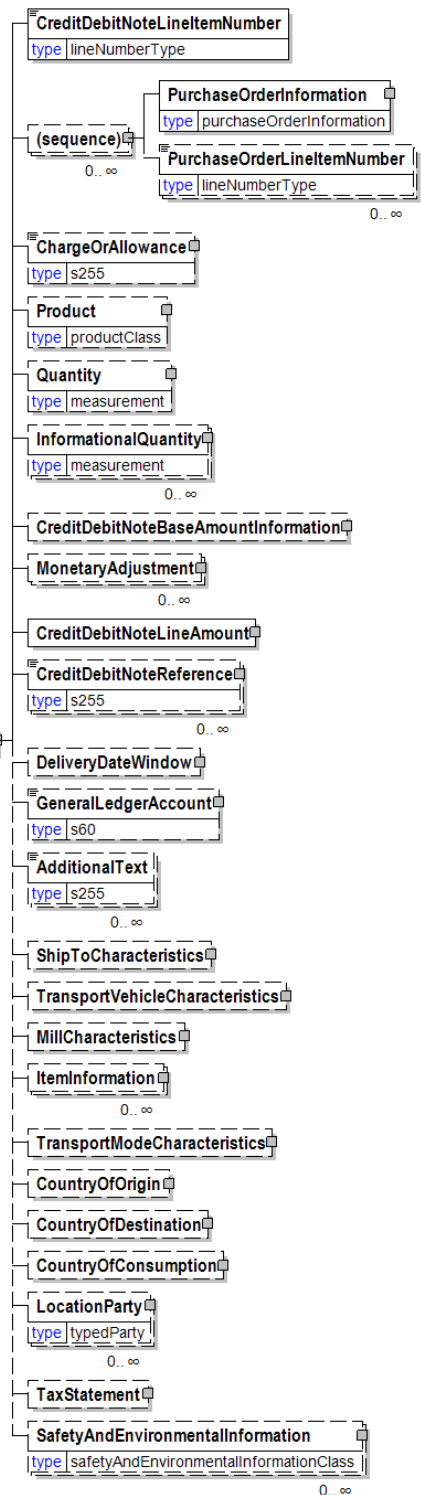 CreditDebitNoteLineItemNumber
type lineNumberType
(sequence)
0.. ∞
PurchaseOrderInformation
type purchaseOrderInformation
PurchaseOrderLineItemNumber
type lineNumberType
0.. ∞
ChargeOrAllowance
type s255
Product
type productClass
Quantity
type measurement
InformationalQuantity
type measurement
0.. ∞
CreditDebitNoteBaseAmountInformation
MonetaryAdjustment
0.. ∞
CreditDebitNoteLineAmount
CreditDebitNoteReference
type s255
0.. ∞
DeliveryDateWindow
GeneralLedgerAccount
type s60
AdditionalText
type s255
0.. ∞
ShipToCharacteristics
TransportVehicleCharacteristics
MillCharacteristics
ItemInformation
0.. ∞
TransportModeCharacteristics
CountryOfOrigin
CountryOfDestination
CountryOfConsumption
LocationParty
type typedParty
0.. ∞
TaxStatement
SafetyAndEnvironmentalInformation
type safetyAndEnvironmentalInformationClass
0.. ∞